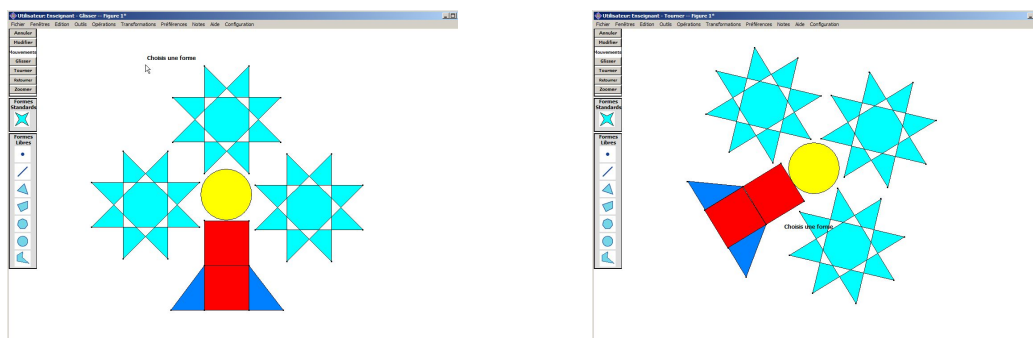 Utilisateur: Enseignant - Glisser -- Figure 1*
Fichier Fenêtres Edition Outils Opérations Transformations Préférences Notes Aide Configuration
Annuler
Modifier
Mouvements
Glisser
Tourner
Retourner
Zoomer
Formes
Standards
Formes
Libres
Choisis une forme
Utilisateur: Enseignant - Tourner -- Figure 1*
Fichier Fenêtres Edition Outils Opérations Transformations Préférences Notes Aide Configuration
Annuler
Modifier
Mouvements
Glisser
Tourner
Retourner
Zoomer
Formes
Standards
Formes
Libres
Choisis une forme